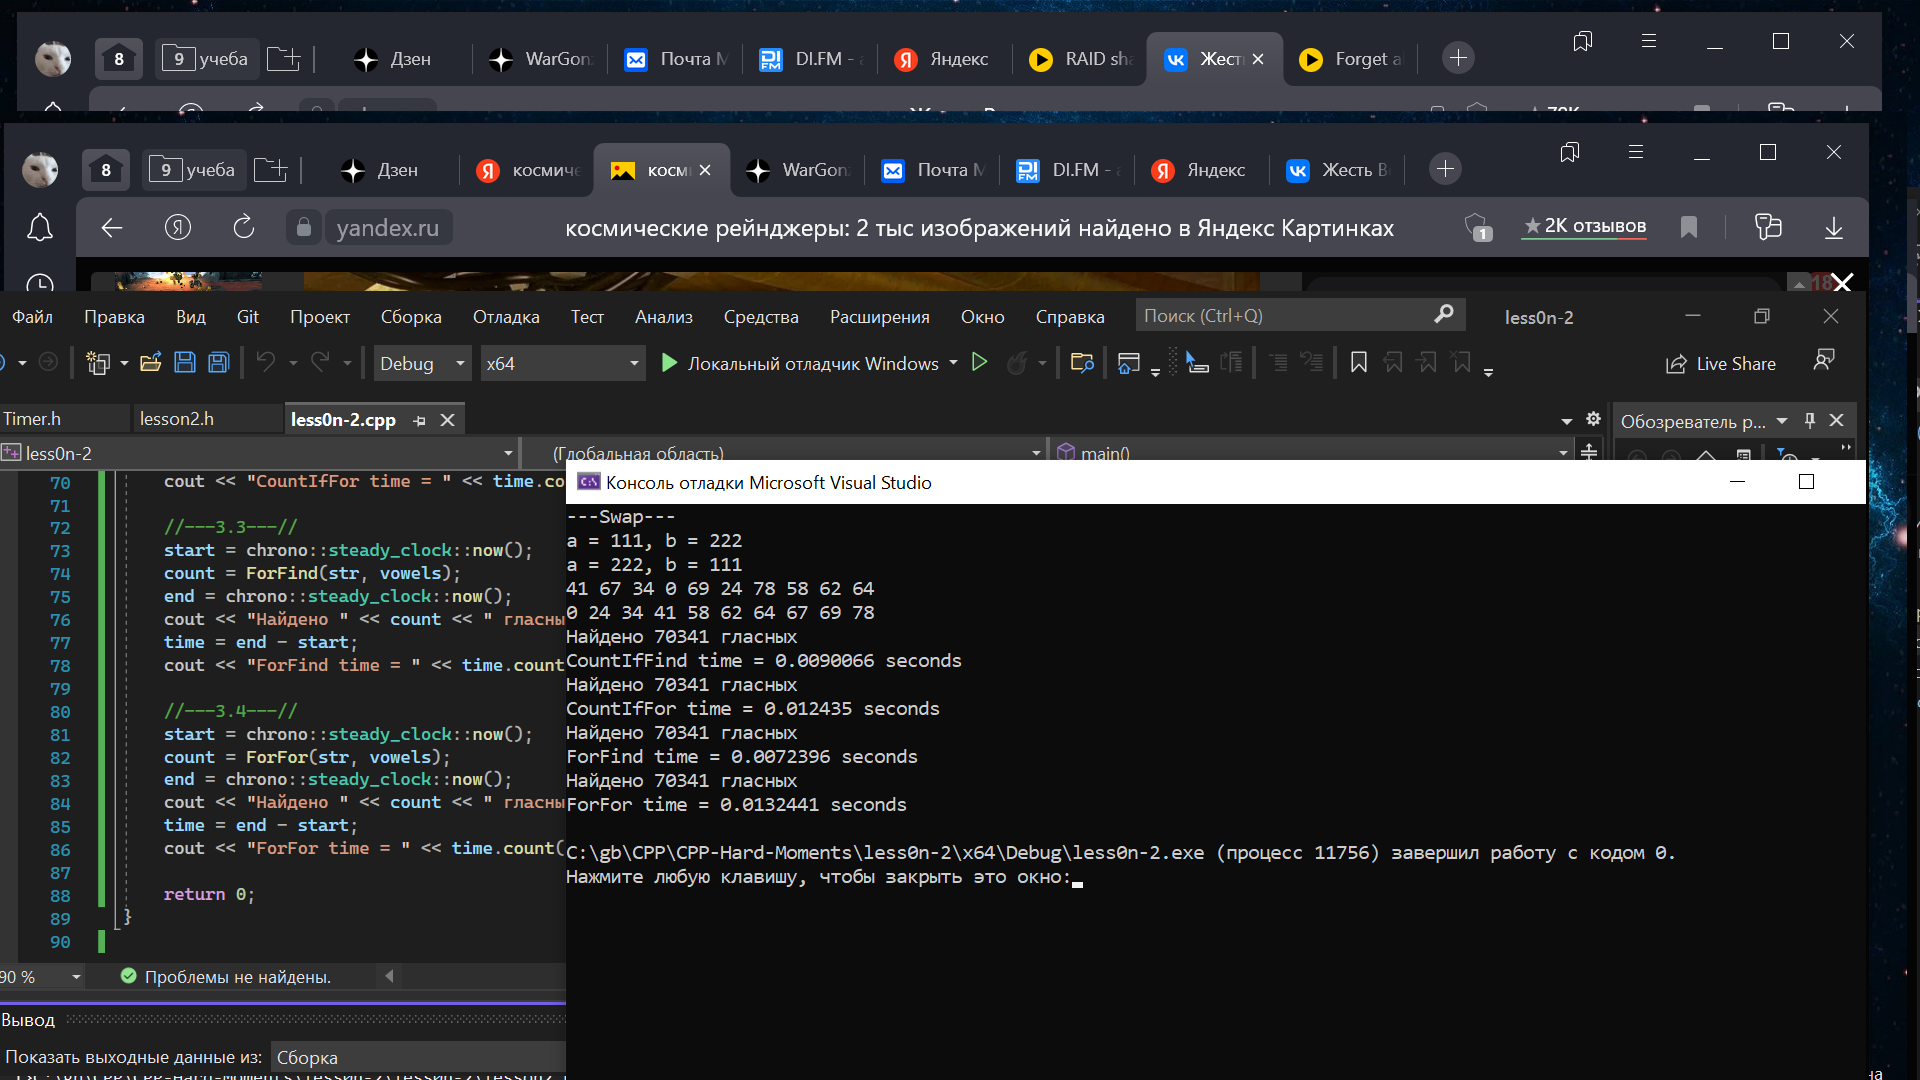 8 9 учеба Дзен WarGon Почта М DI.FM - Яндекс RAID sha Жест Forget a
8 9 учеба Дзен космиче косм WarGon Почта М DI.FM - Яндекс Жесть В
yandex.ru космические рейнджеры: 2 тыс изображений найдено в Яндекс Картинках 1 ★ 2K отзывов
18
Файл Правка Вид Git Проект Сборка Отладка Тест Анализ Средства Расширения Окно Справка Поиск (Ctrl+Q) less0n-2
Debug x64 Локальный отладчик Windows Live Share
Timer.h lesson2.h less0n-2.cpp Обозреватель р...
less0n-2 (Глобальная область) main()
70 cout << "CountIfFor time = " << time.co
71
72 //---3.3---//
73 start = chrono::steady_clock::now();
74 count = ForFind(str, vowels);
75 end = chrono::steady_clock::now();
76 cout << "Найдено " << count << " гласны
77 time = end - start;
78 cout << "ForFind time = " << time.count
79
80 //---3.4---//
81 start = chrono::steady_clock::now();
82 count = ForFor(str, vowels);
83 end = chrono::steady_clock::now();
84 cout << "Найдено " << count << " гласны
85 time = end - start;
86 cout << "ForFor time = " << time.count(
87
88 return 0;
89 }
90
90 % Проблемы не найдены.
Вывод
Показать выходные данные из: Сборка
Консоль отладки Microsoft Visual Studio
---Swap---
a = 111, b = 222
a = 222, b = 111
41 67 34 0 69 24 78 58 62 64
0 24 34 41 58 62 64 67 69 78
Найдено 70341 гласных
CountIfFind time = 0.0090066 seconds
Найдено 70341 гласных
CountIfFor time = 0.012435 seconds
Найдено 70341 гласных
ForFind time = 0.0072396 seconds
Найдено 70341 гласных
ForFor time = 0.0132441 seconds
C:\gb\CPP\CPP-Hard-Moments\less0n-2\x64\Debug\less0n-2.exe (процесс 11756) завершил работу с кодом 0.
Нажмите любую клавишу, чтобы закрыть это окно: